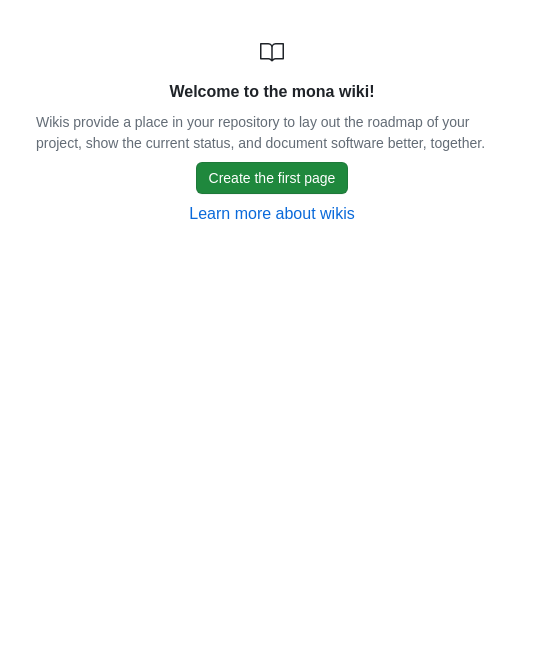 Welcome to the mona wiki!
Wikis provide a place in your repository to lay out the roadmap of your
project, show the current status, and document software better, together.
Create the first page
Learn more about wikis